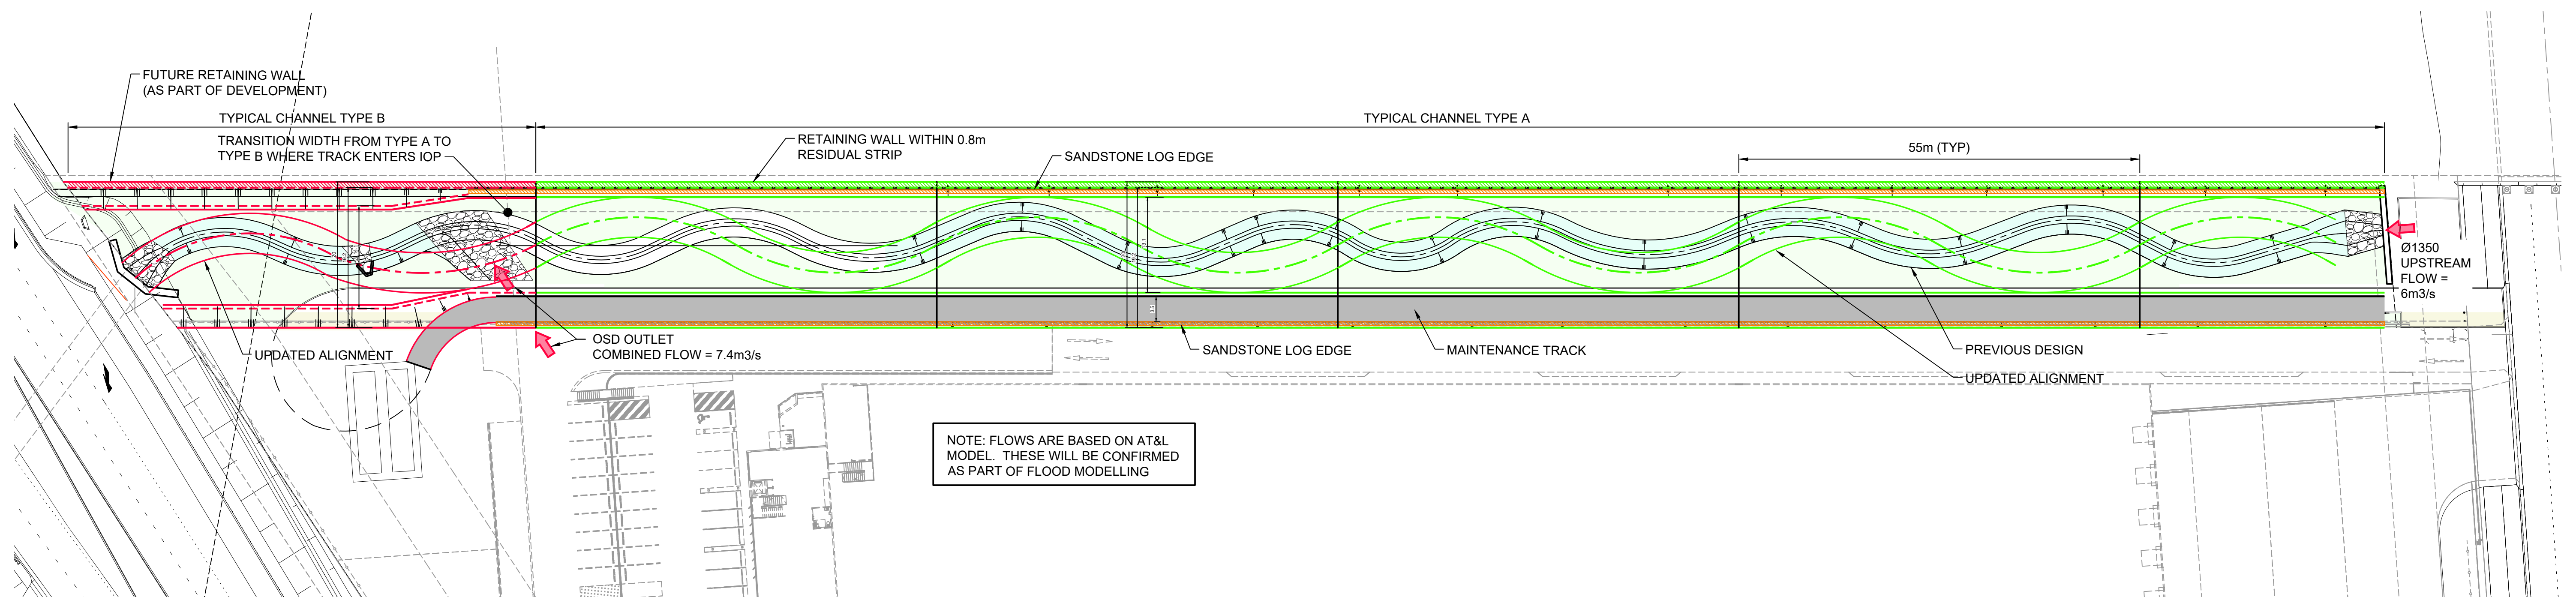 FUTURE RETAINING WALL
(AS PART OF DEVELOPMENT)
TYPICAL CHANNEL TYPE B
TYPICAL CHANNEL TYPE A
TRANSITION WIDTH FROM TYPE A TO
TYPE B WHERE TRACK ENTERS IOP
RETAINING WALL WITHIN 0.8m
RESIDUAL STRIP
SANDSTONE LOG EDGE
55m (TYP)
Ø1350
UPSTREAM
FLOW =
6m3/s
UPDATED ALIGNMENT
OSD OUTLET
COMBINED FLOW = 7.4m3/s
SANDSTONE LOG EDGE
MAINTENANCE TRACK
PREVIOUS DESIGN
UPDATED ALIGNMENT
NOTE: FLOWS ARE BASED ON AT&L
MODEL. THESE WILL BE CONFIRMED
AS PART OF FLOOD MODELLING